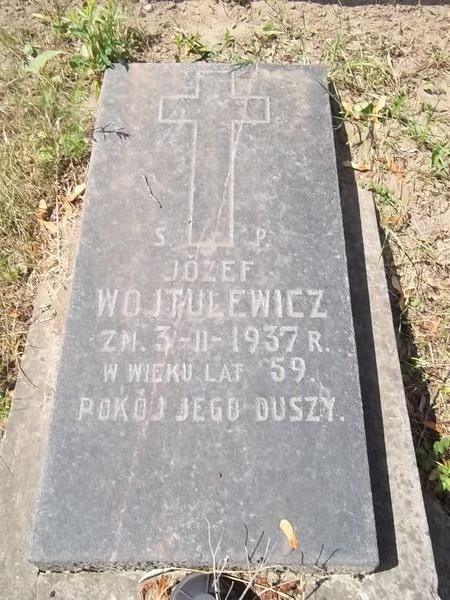 S. P.
JÓZEF
WOJTULEWICZ
ZM. 3-II-1937 R.
W WIEKU LAT 59.
POKÓJ JEGO DUSZY.